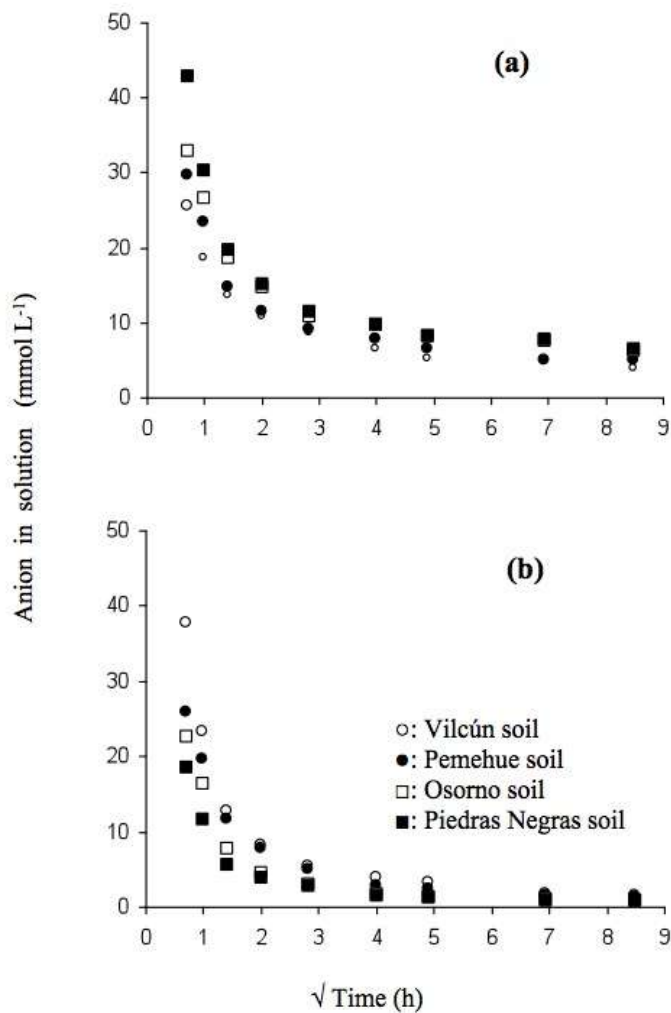 50
(a)
40
30
20
10
0
0 1 2 3 4 5 6 7 8 9
Anion in solution (mmol L⁻¹)
50
(b)
40
30
○: Vilcún soil
●: Pemehue soil
20
□: Osorno soil
■: Piedras Negras soil
10
0
0 1 2 3 4 5 6 7 8 9
√ Time (h)